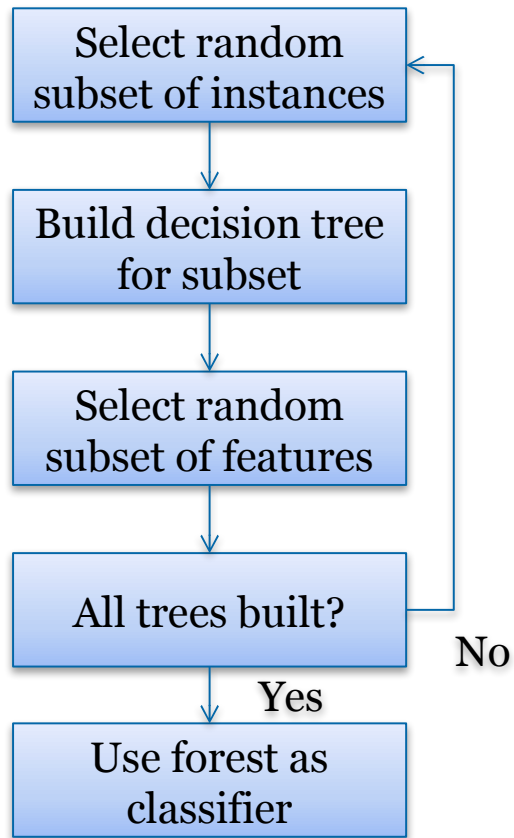 Select random
subset of instances
Build decision tree
for subset
Select random
subset of features
All trees built?
No
Yes
Use forest as
classifier